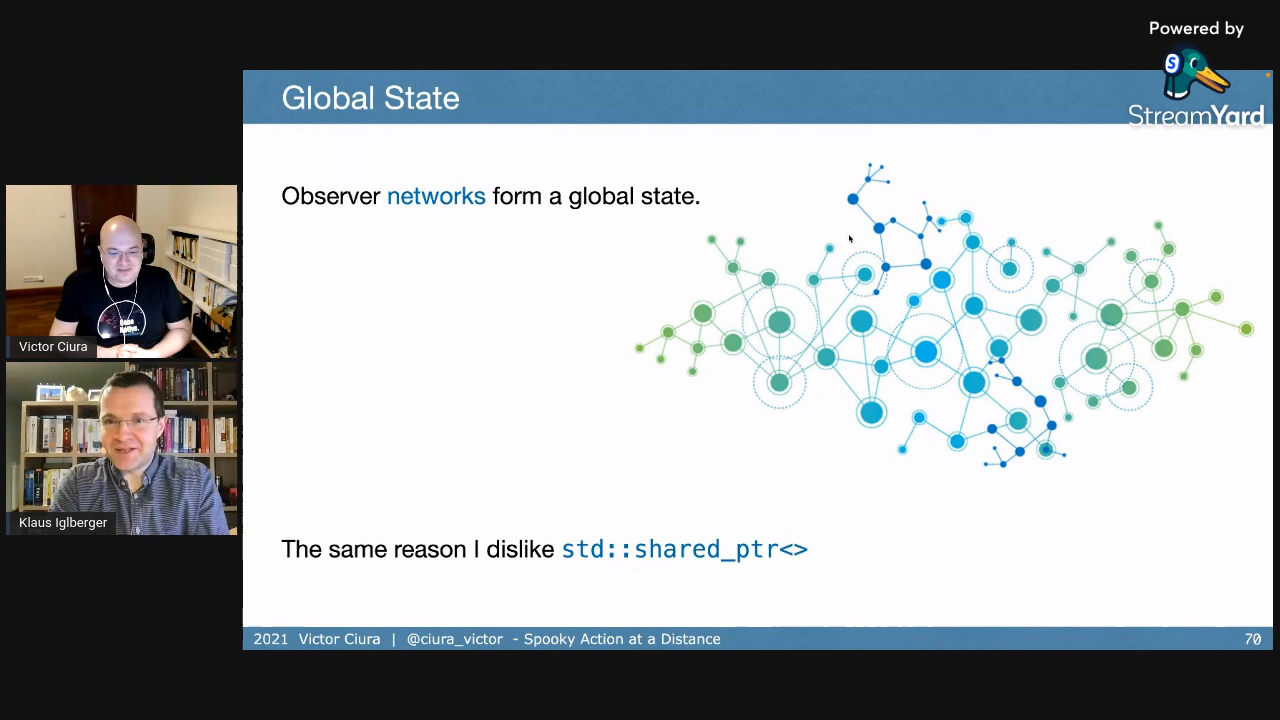 Powered by
StreamYard
Global State
Observer networks form a global state.
Victor Ciura
Klaus Iglberger
The same reason I dislike std::shared_ptr<>
2021 Victor Ciura | @ciura_victor - Spooky Action at a Distance
70